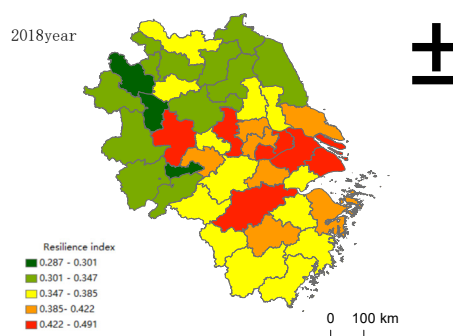 2018year
±
Resilience index
0.287 - 0.301
0.301 - 0.347
0.347 - 0.385
0.385- 0.422
0.422 - 0.491
0 100 km